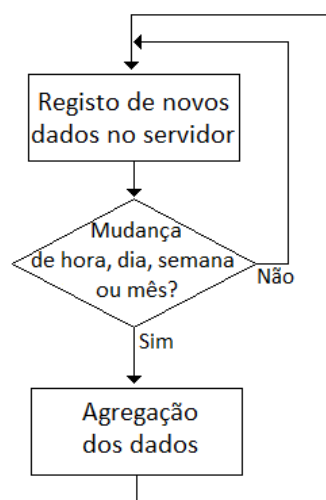 Registo de novos
dados no servidor
Mudança
de hora, dia, semana
ou mês?
Não
Sim
Agregação
dos dados